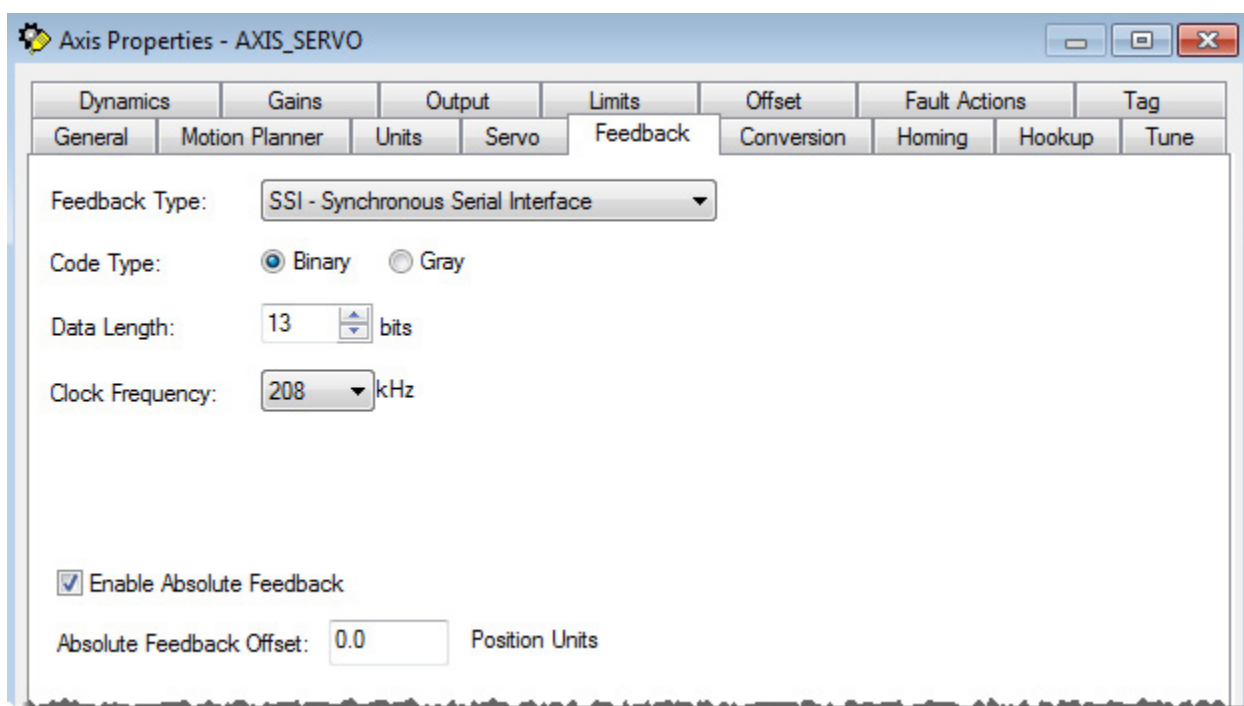 Axis Properties - AXIS_SERVO
Dynamics Gains Output Limits Offset Fault Actions Tag
General Motion Planner Units Servo Feedback Conversion Homing Hookup Tune
Feedback Type: SSI - Synchronous Serial Interface
Code Type: Binary Gray
Data Length: 13 bits
Clock Frequency: 208 kHz
Enable Absolute Feedback
Absolute Feedback Offset: 0.0 Position Units